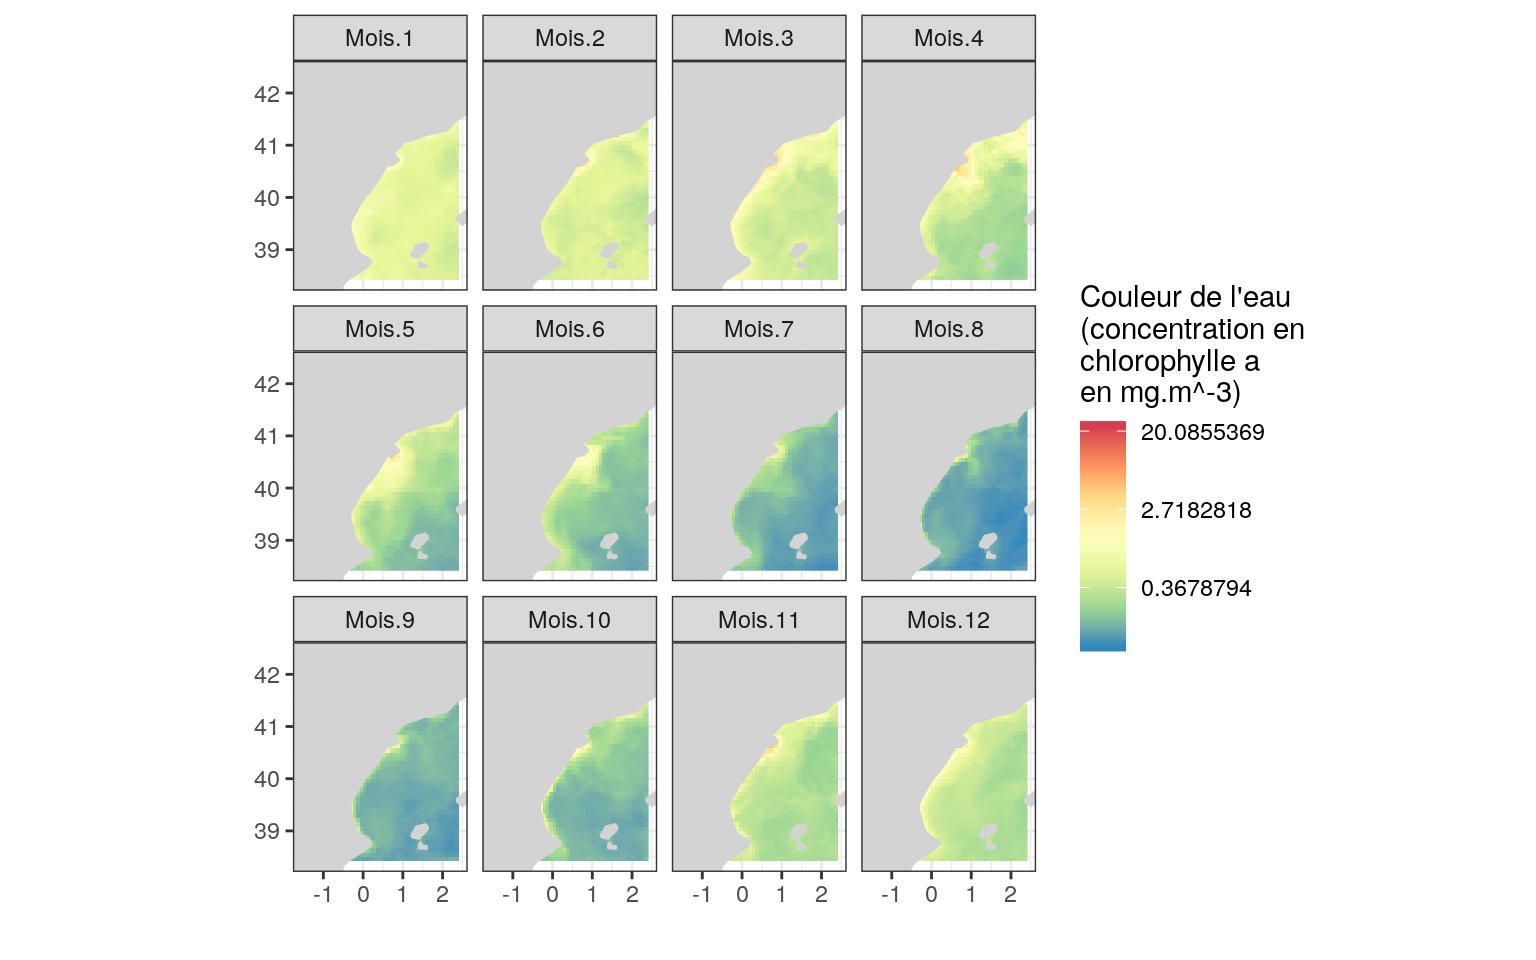 Mois.1 Mois.2 Mois.3 Mois.4
42
41
40
39
Mois.5 Mois.6 Mois.7 Mois.8
42
41
40
39
Mois.9 Mois.10 Mois.11 Mois.12
42
41
40
39
-1 0 1 2 -1 0 1 2 -1 0 1 2 -1 0 1 2
Couleur de l'eau
(concentration en
chlorophylle a
en mg.m^-3)
20.0855369
2.7182818
0.3678794